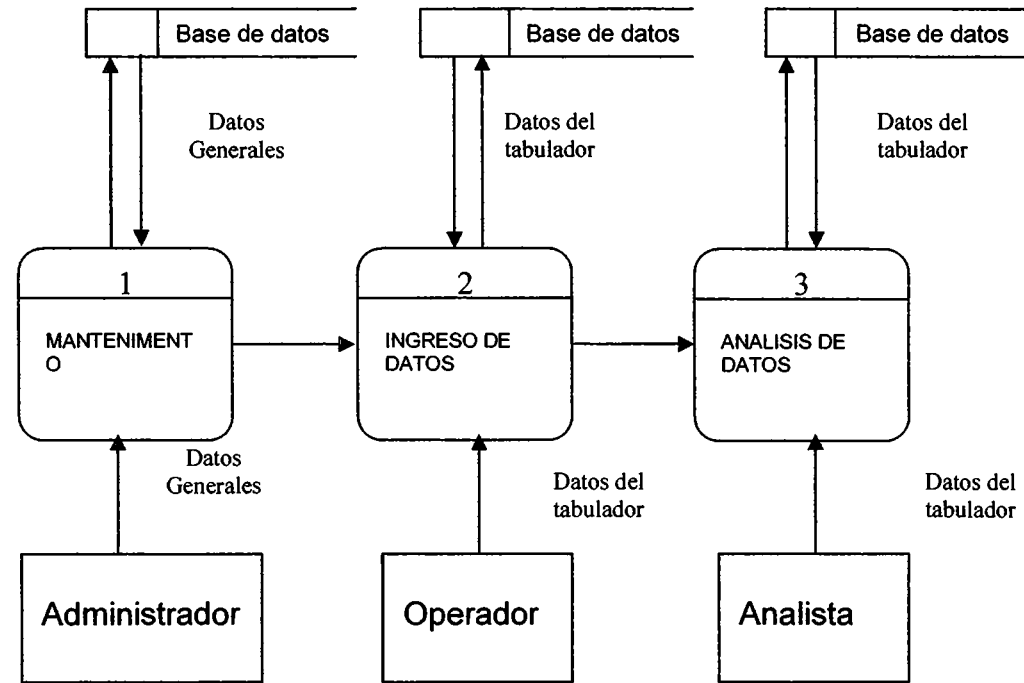 Base de datos
Base de datos
Base de datos
Datos
Generales
Datos del
tabulador
Datos del
tabulador
1
2
3
MANTENIMENT
O
INGRESO DE
DATOS
ANALISIS DE
DATOS
Datos
Generales
Datos del
tabulador
Datos del
tabulador
Administrador
Operador
Analista